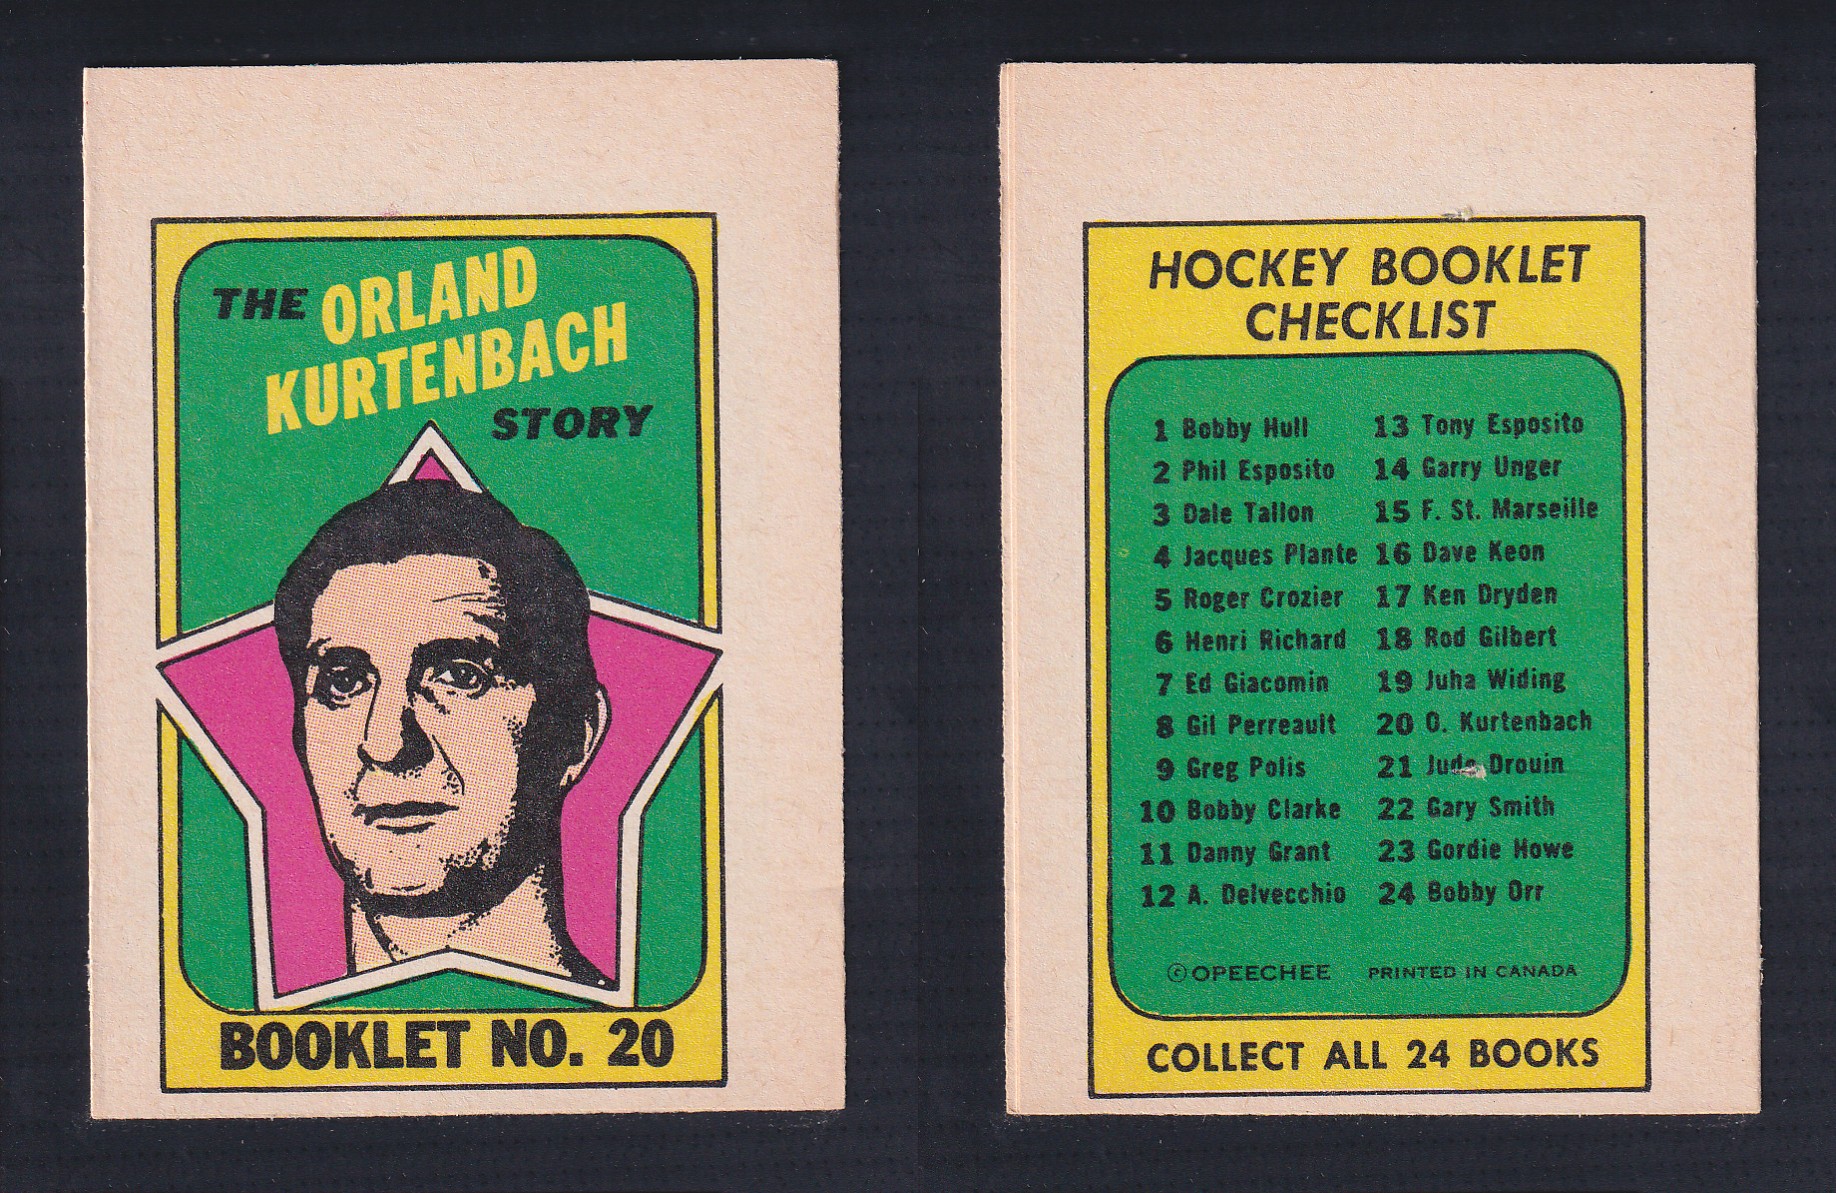 THE ORLAND
KURTENBACH
STORY
BOOKLET NO. 20
HOCKEY BOOKLET
CHECKLIST
1 Bobby Hull
2 Phil Esposito
3 Dale Tallon
4 Jacques Plante
5 Roger Crozier
6 Henri Richard
7 Ed Giacomin
8 Gil Perreault
9 Greg Polis
10 Bobby Clarke
11 Danny Grant
12 A. Delvecchio
13 Tony Esposito
14 Garry Unger
15 F. St. Marseille
16 Dave Keon
17 Ken Dryden
18 Rod Gilbert
19 Juha Widing
20 O. Kurtenbach
21 Jude Drouin
22 Gary Smith
23 Gordie Howe
24 Bobby Orr
©OPEECHEE PRINTED IN CANADA
COLLECT ALL 24 BOOKS